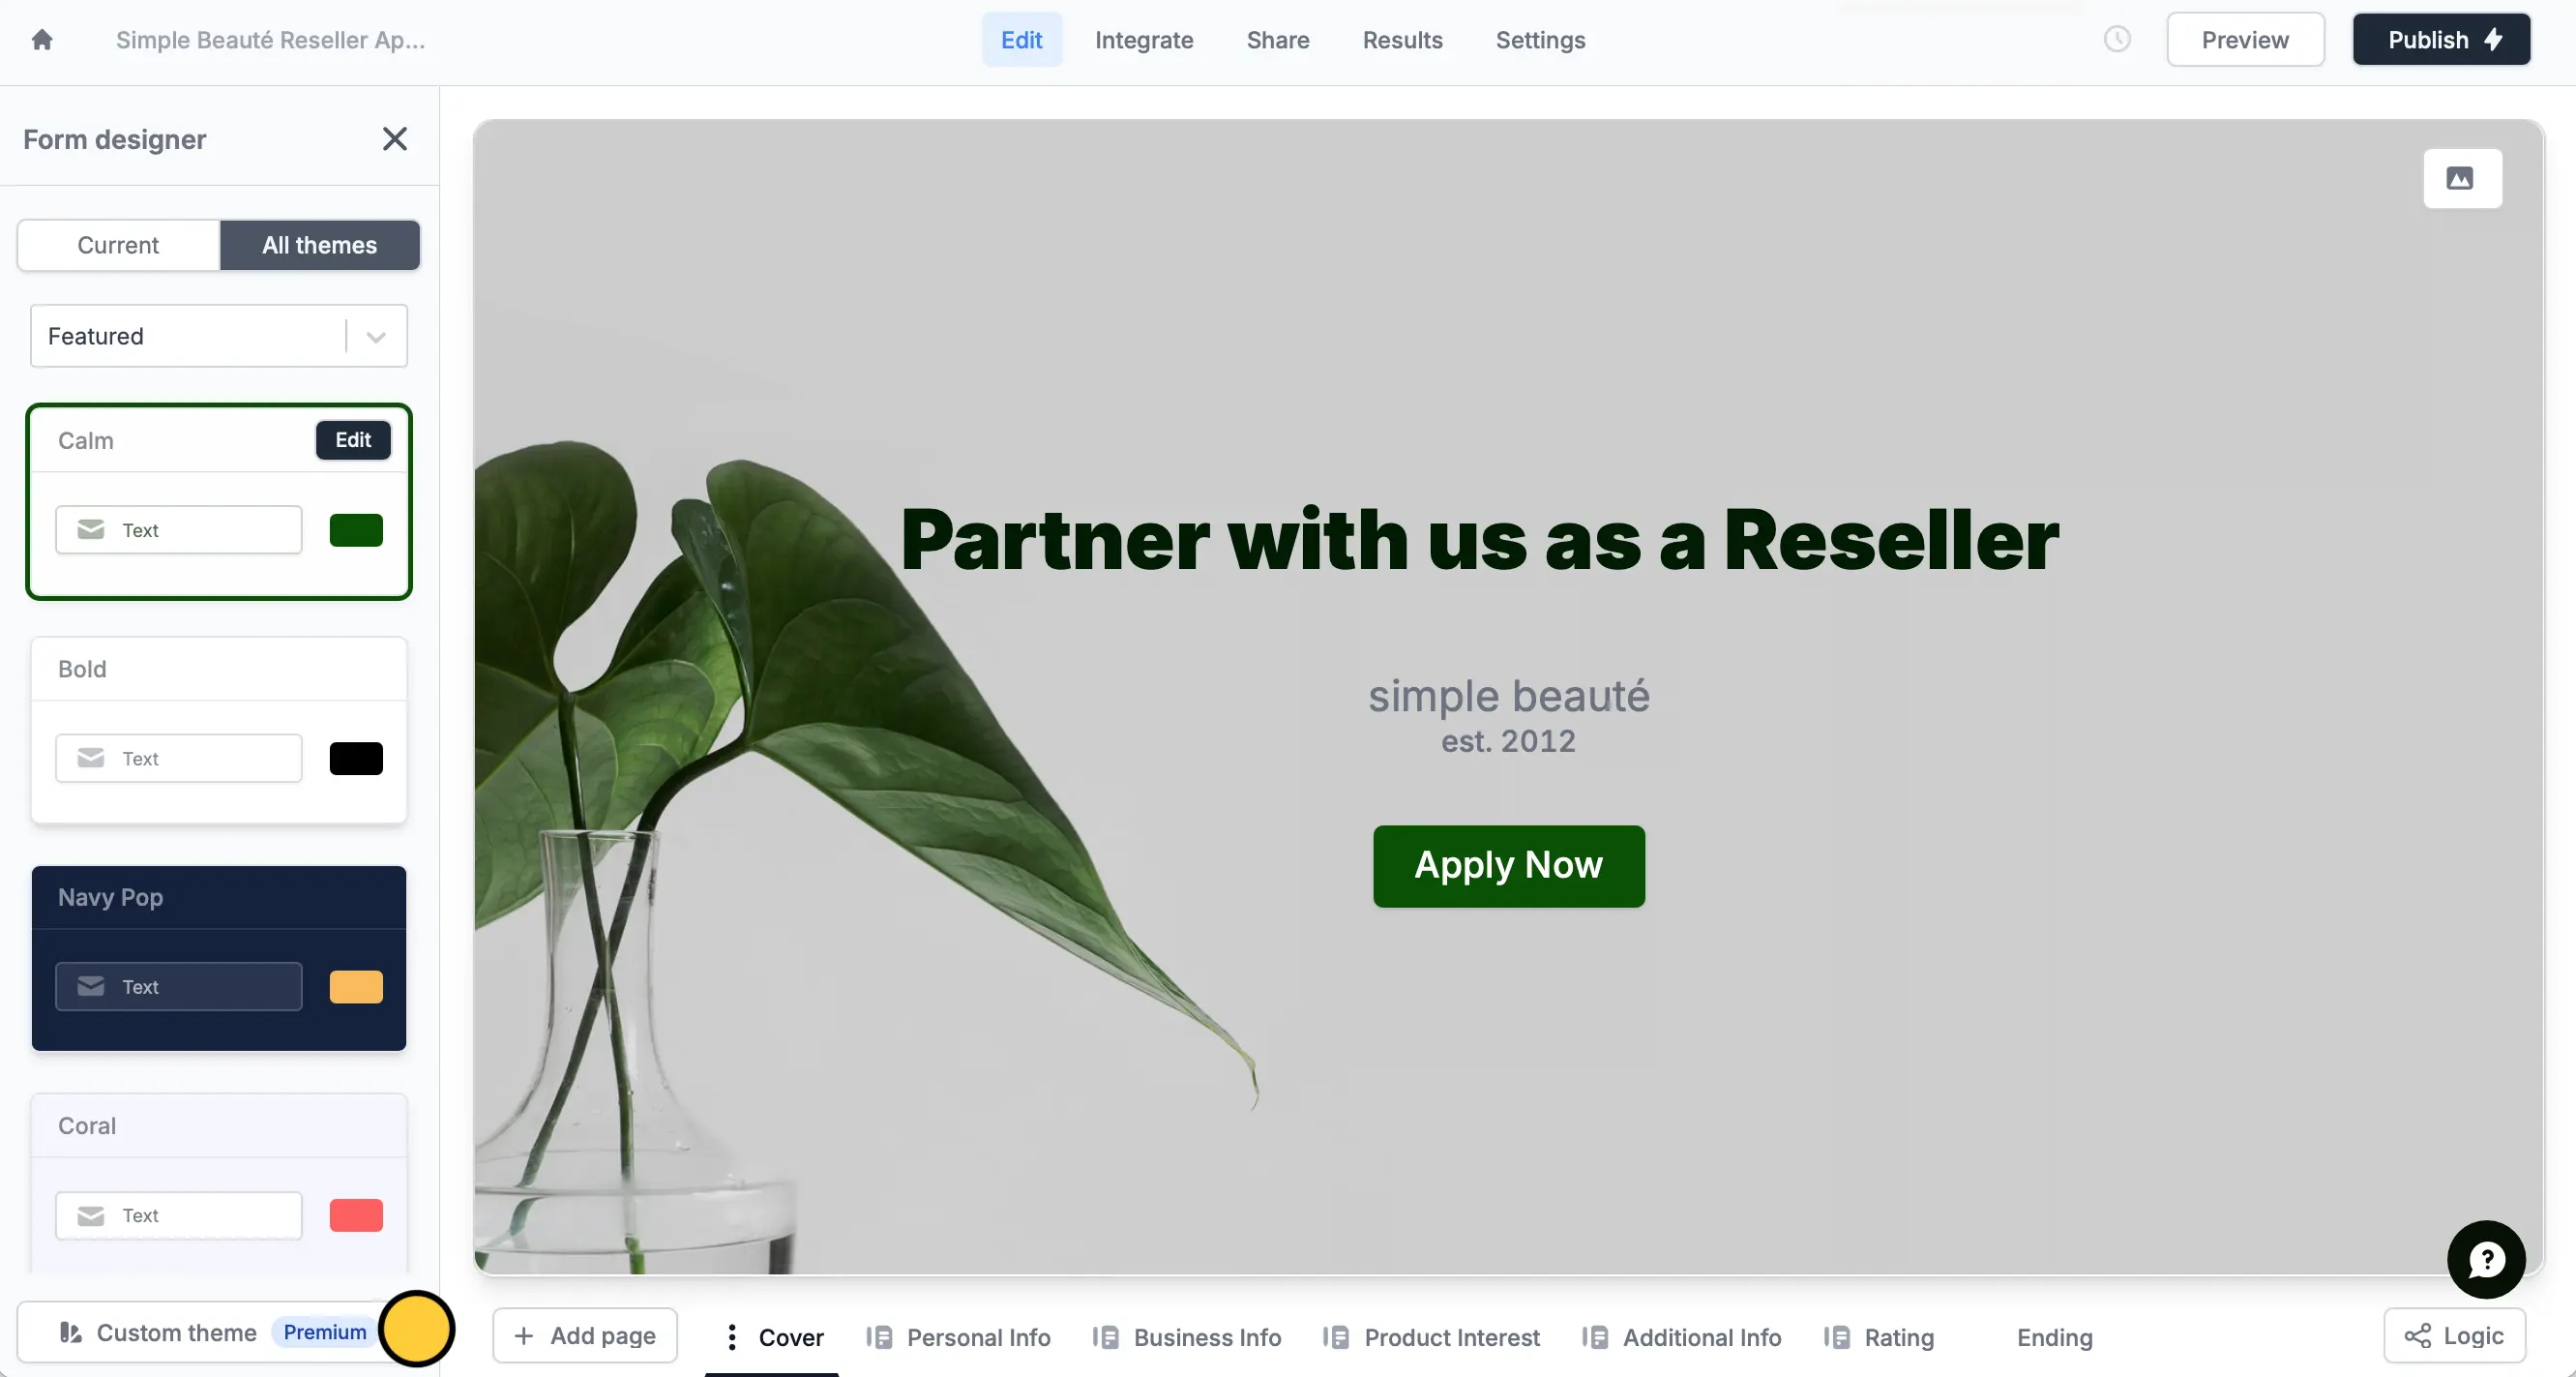 Simple Beauté Reseller Ap...
Edit
Integrate
Share
Results
Settings
Preview
Publish
Form designer
Current
All themes
Featured
Calm
Edit
Text
Bold
Text
Navy Pop
Text
Coral
Text
Custom theme
Premium
Partner with us as a Reseller
simple beauté
est. 2012
Apply Now
Add page
Cover
Personal Info
Business Info
Product Interest
Additional Info
Rating
Ending
Logic